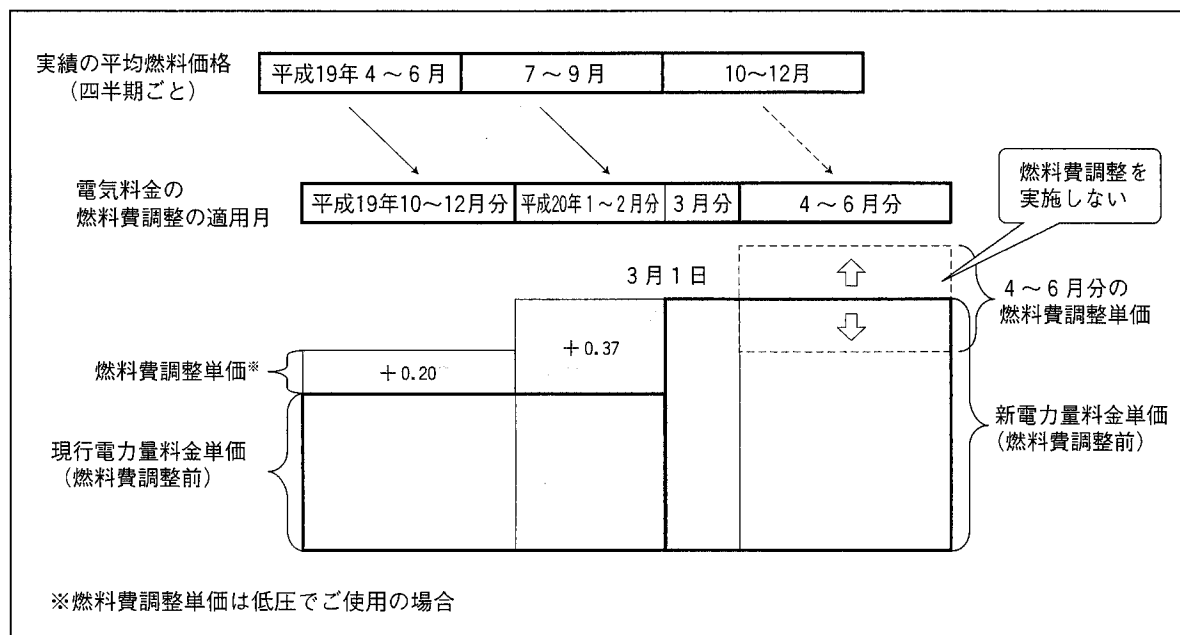 実績の平均燃料価格
(四半期ごと)
平成19年4～6月
7～9月
10～12月
電気料金の
燃料費調整の適用月
平成19年10～12月分
平成20年1～2月分
3月分
4～6月分
燃料費調整を
実施しない
3月1日
4～6月分の
燃料費調整単価
燃料費調整単価※
+0.20
+0.37
現行電力量料金単価
(燃料費調整前)
新電力量料金単価
(燃料費調整前)
※燃料費調整単価は低圧でご使用の場合